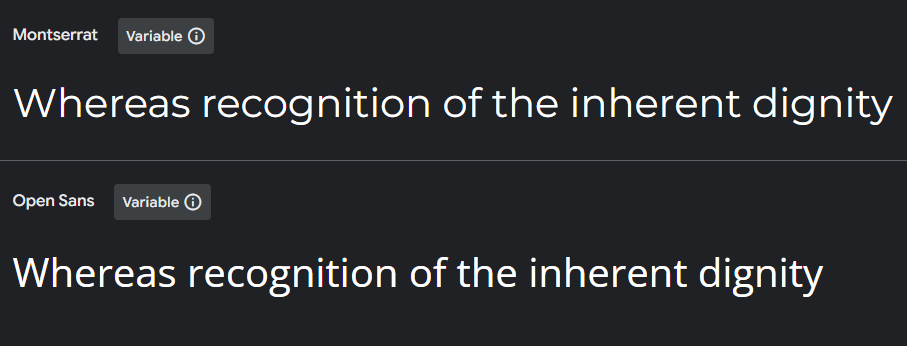 Montserrat Variable
Whereas recognition of the inherent dignity
Open Sans Variable
Whereas recognition of the inherent dignity